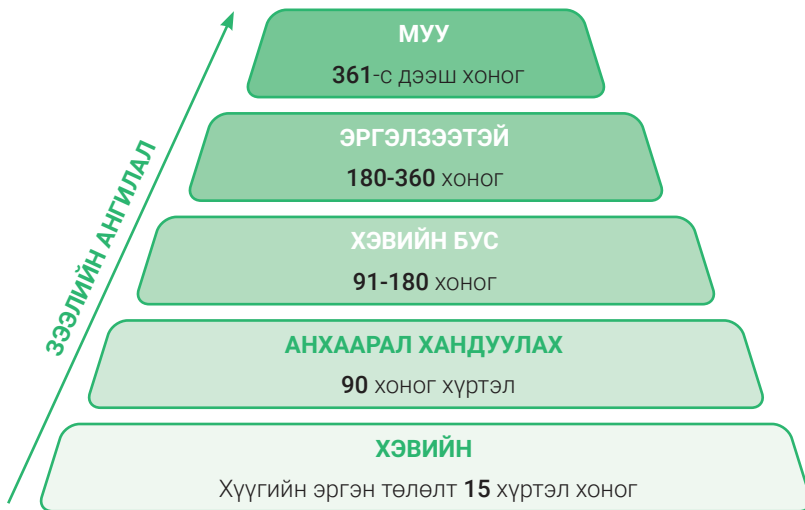 ЗЭЭЛИЙН АНГИЛАЛ
МУУ
361-с дээш хоног
ЭРГЭЛЗЭЭТЭЙ
180-360 хоног
ХЭВИЙН БУС
91-180 хоног
АНХААРАЛ ХАНДУУЛАХ
90 хоног хүртэл
ХЭВИЙН
Хүүгийн эргэн төлөлт 15 хүртэл хоног